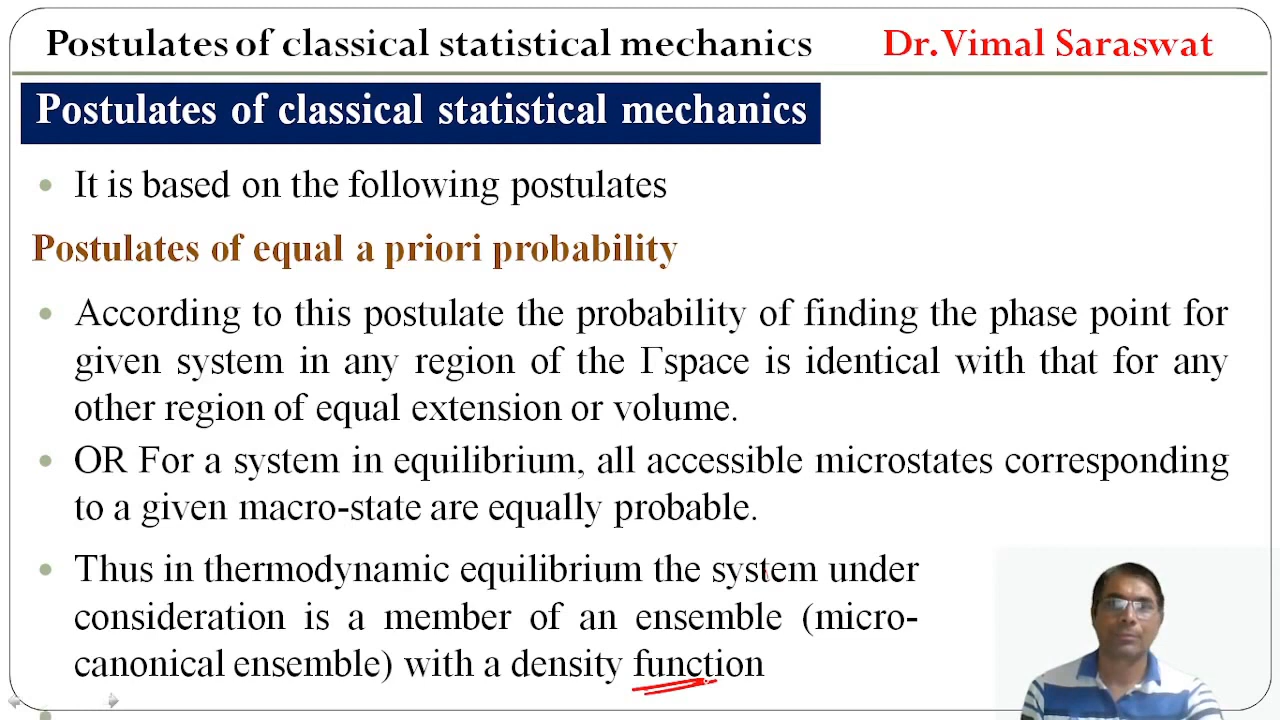 Postulates of classical statistical mechanics Dr. Vimal Saraswat
Postulates of classical statistical mechanics
• It is based on the following postulates
Postulates of equal a priori probability
• According to this postulate the probability of finding the phase point for
given system in any region of the Γspace is identical with that for any
other region of equal extension or volume.
• OR For a system in equilibrium, all accessible microstates corresponding
to a given macro-state are equally probable.
• Thus in thermodynamic equilibrium the system under
consideration is a member of an ensemble (micro-
canonical ensemble) with a density function